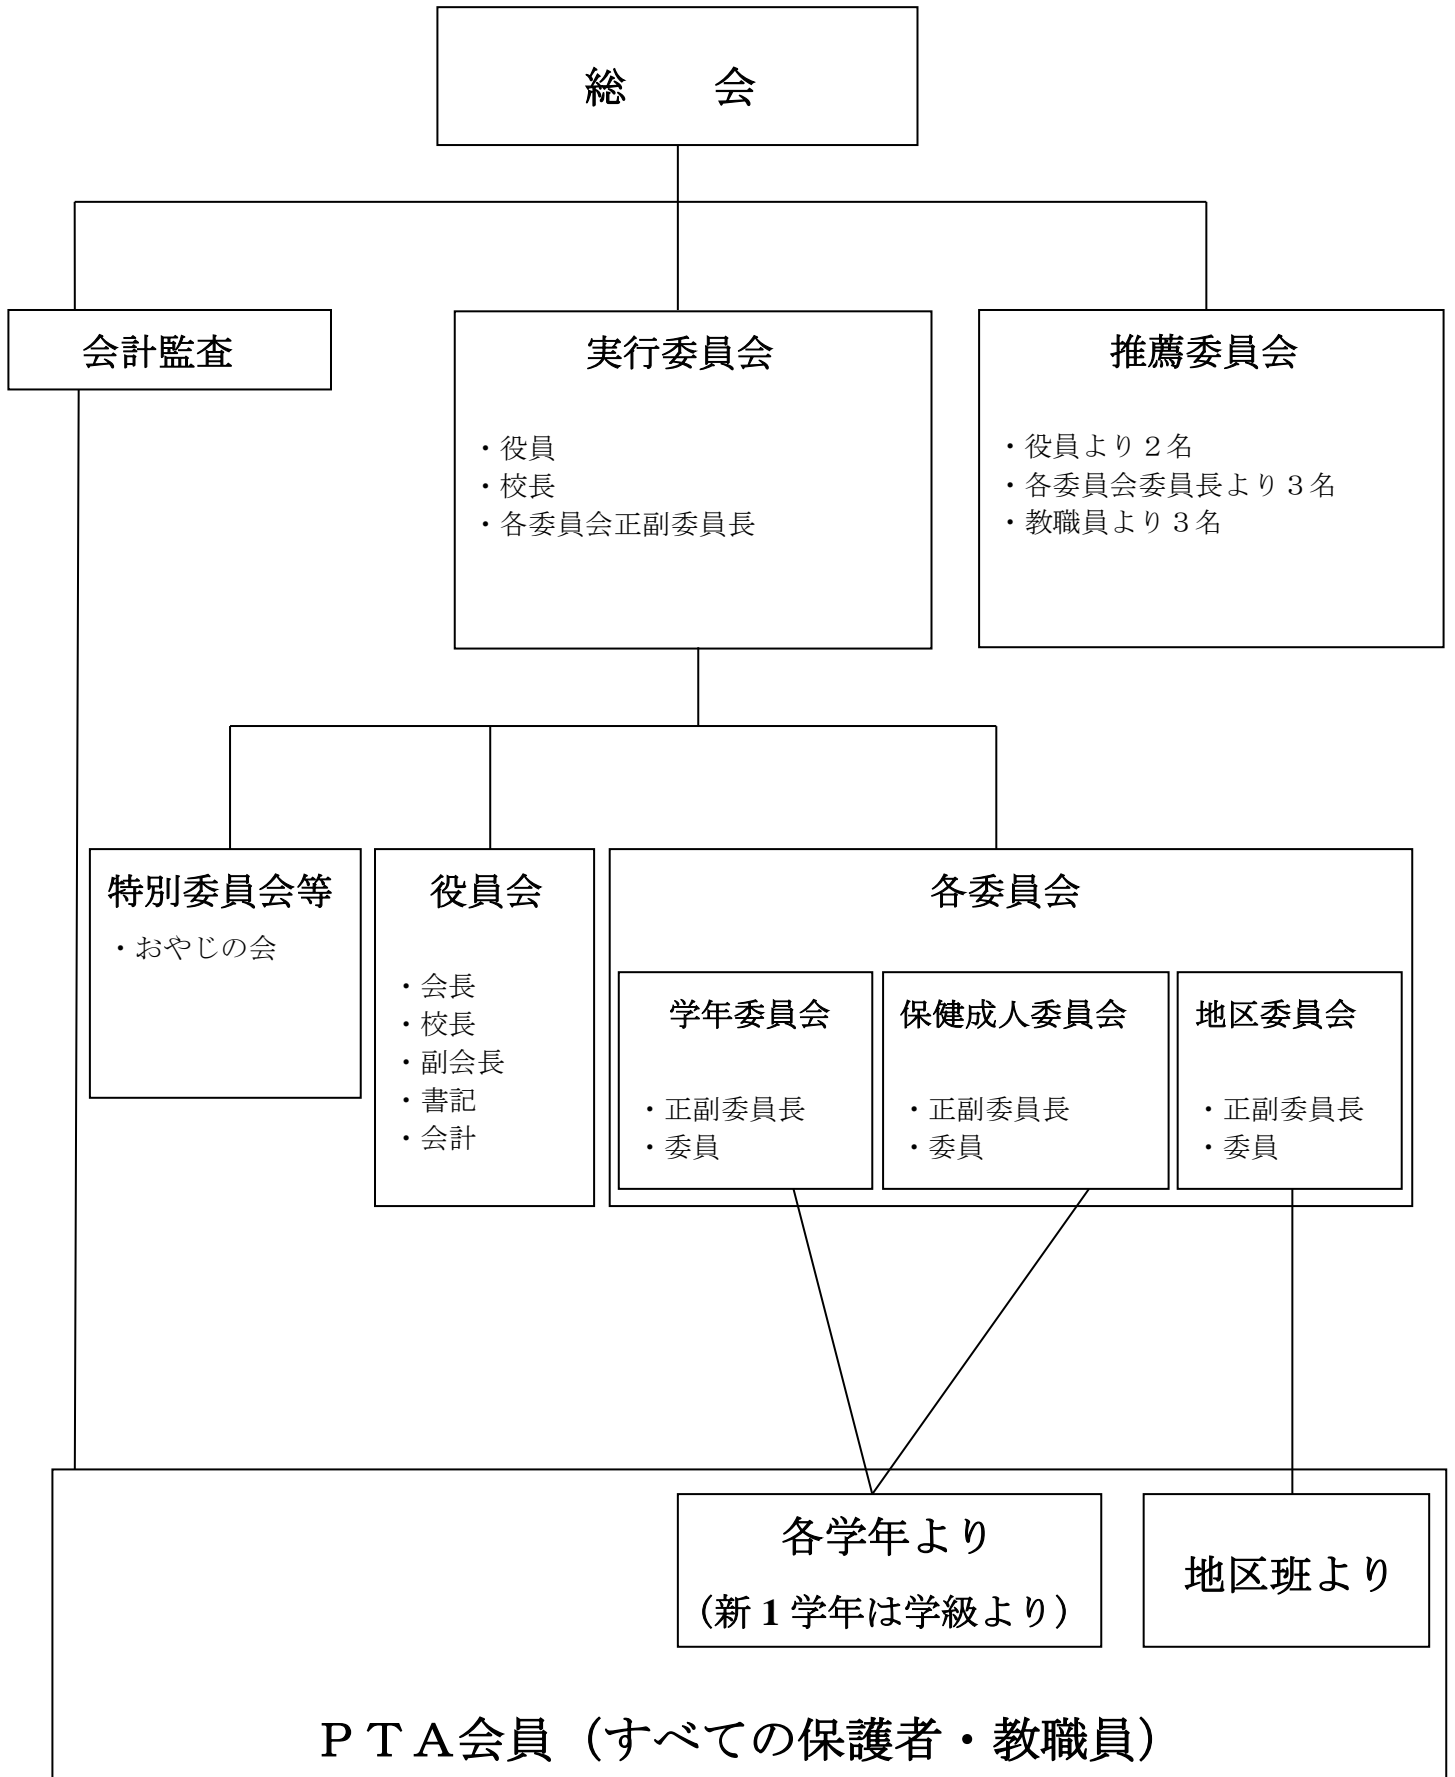 総　　会
会計監査
実行委員会
・役員
・校長
・各委員会正副委員長
推薦委員会
・役員より２名
・各委員会委員長より３名
・教職員より３名
特別委員会等
・おやじの会
役員会
・会長
・校長
・副会長
・書記
・会計
各委員会
学年委員会
・正副委員長
・委員
保健成人委員会
・正副委員長
・委員
地区委員会
・正副委員長
・委員
各学年より
（新１学年は学級より）
地区班より
ＰＴＡ会員（すべての保護者・教職員）